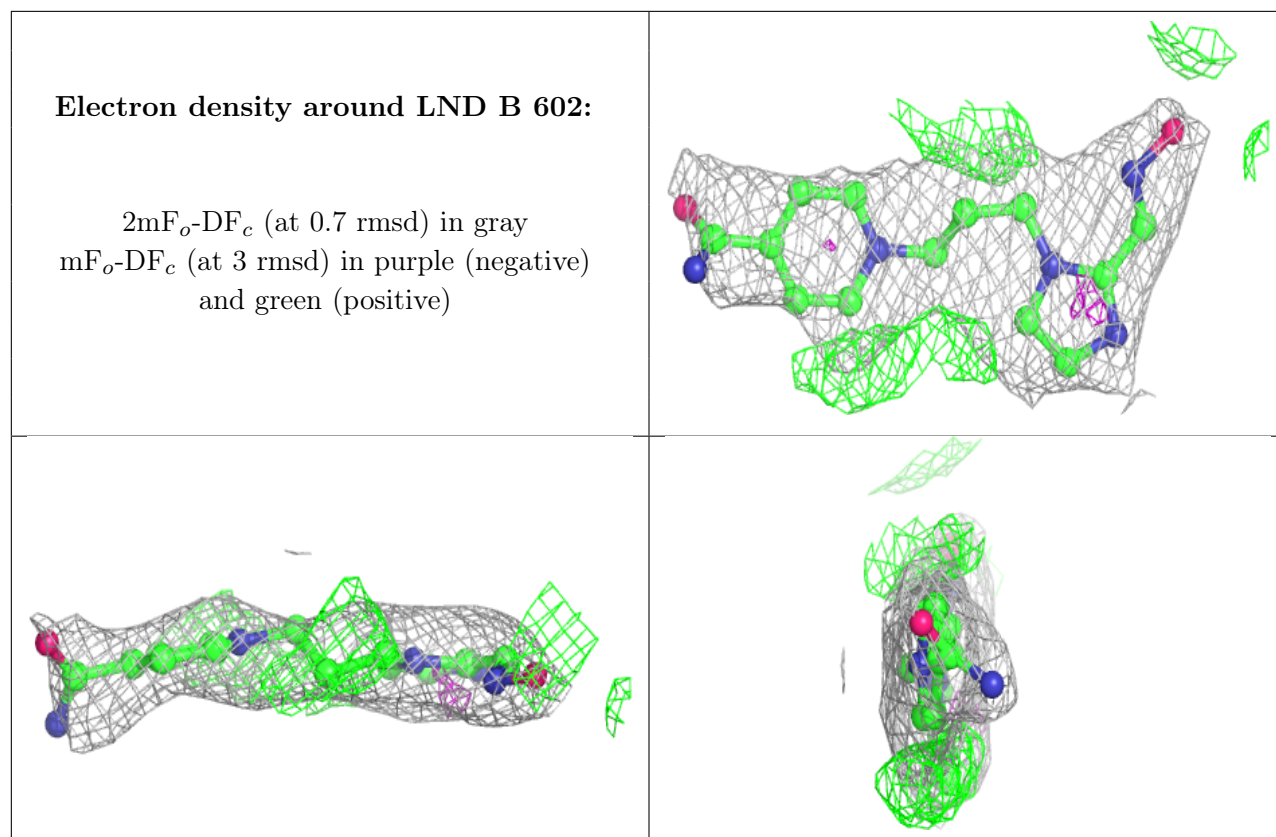 Electron density around LND B 602:
2mFₒ-DF𝒸 (at 0.7 rmsd) in gray
mFₒ-DF𝒸 (at 3 rmsd) in purple (negative)
and green (positive)